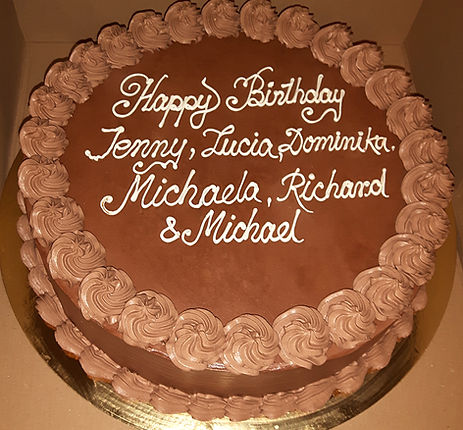 Happy Birthday
Jenny, Lucia, Dominika,
Michaela, Richard
& Michael